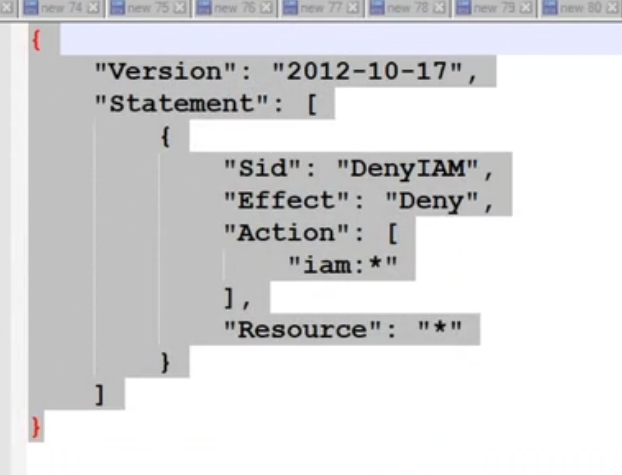 new 74 new 75 new 76 new 77 new 78 new 79 new 80
{
"Version": "2012-10-17",
"Statement": [
{
"Sid": "DenyIAM",
"Effect": "Deny",
"Action": [
"iam:*"
],
"Resource": "*"
}
]
}